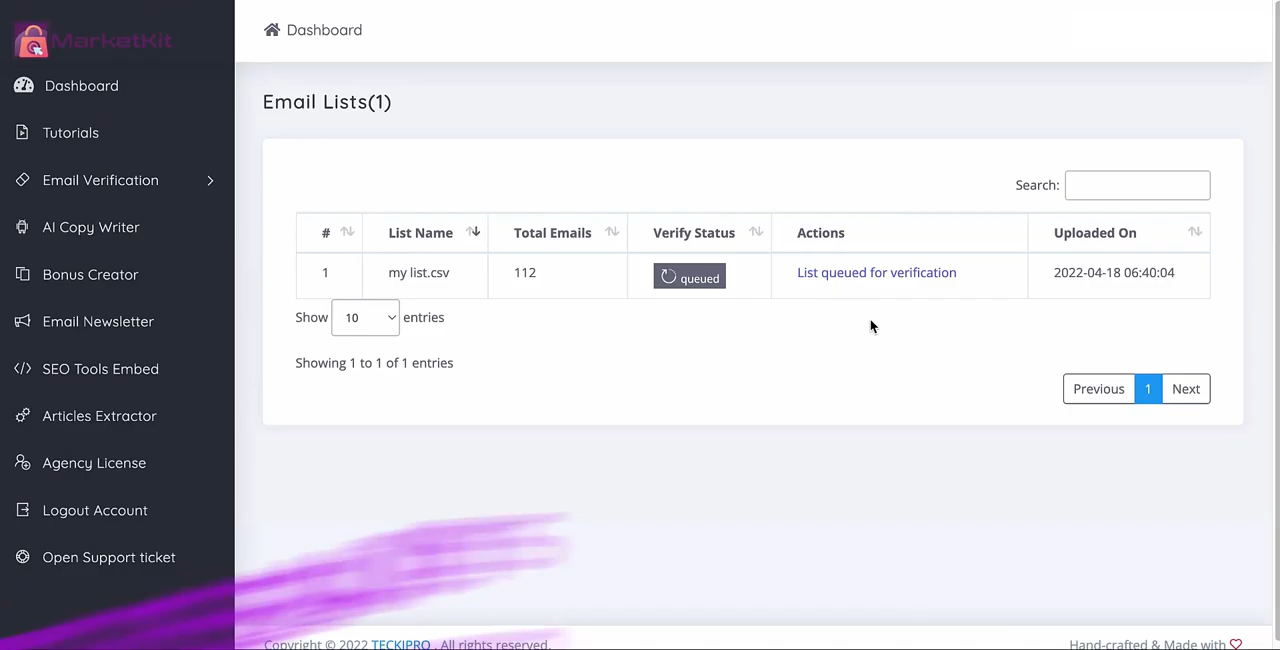 MarketKit
Dashboard
Tutorials
Email Verification
AI Copy Writer
Bonus Creator
Email Newsletter
SEO Tools Embed
Articles Extractor
Agency License
Logout Account
Open Support ticket
Dashboard
Email Lists(1)
Search:
# List Name Total Emails Verify Status Actions Uploaded On
1 my list.csv 112 queued List queued for verification 2022-04-18 06:40:04
Show 10 entries
Showing 1 to 1 of 1 entries
Previous 1 Next
Copyright © 2022 TECKIPRO . All rights reserved.
Hand-crafted & Made with